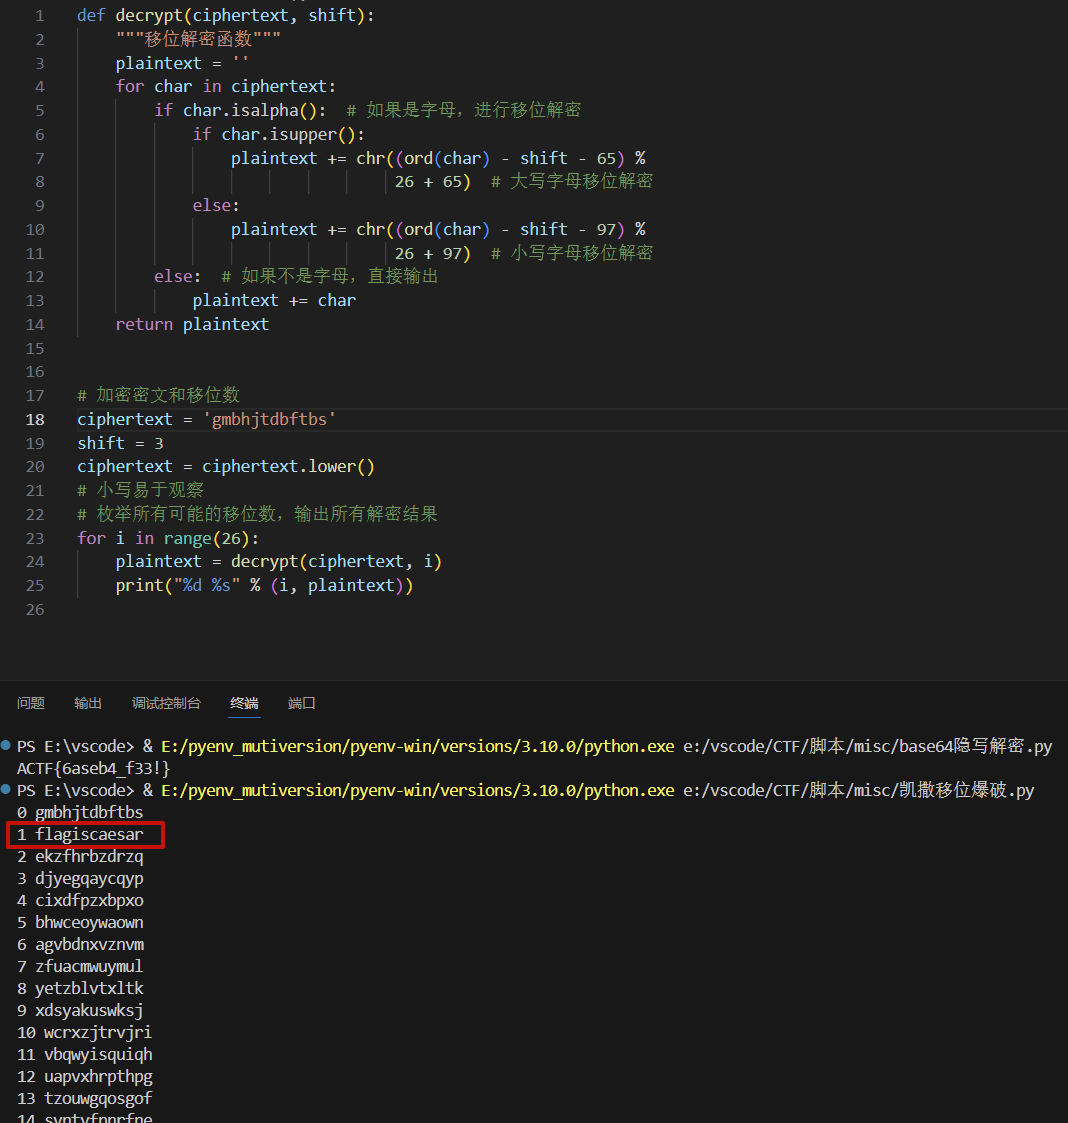 1 def decrypt(ciphertext, shift):
2 """移位解密函数"""
3 plaintext = ''
4 for char in ciphertext:
5 if char.isalpha():  # 如果是字母，进行移位解密
6 if char.isupper():
7 plaintext += chr((ord(char) - shift - 65) %
8 26 + 65)  # 大写字母移位解密
9 else:
10 plaintext += chr((ord(char) - shift - 97) %
11 26 + 97)  # 小写字母移位解密
12 else:  # 如果不是字母，直接输出
13 plaintext += char
14 return plaintext
15
16
17 # 加密密文和移位数
18 ciphertext = 'gmbhjtdbftbs'
19 shift = 3
20 ciphertext = ciphertext.lower()
21 # 小写易于观察
22 # 枚举所有可能的移位数，输出所有解密结果
23 for i in range(26):
24 plaintext = decrypt(ciphertext, i)
25 print("%d %s" % (i, plaintext))
26
问题 输出 调试控制台 终端 端口
PS E:\vscode> & E:/pyenv_mutiversion/pyenv-win/versions/3.10.0/python.exe e:/vscode/CTF/脚本/misc/base64隐写解密.py
ACTF{6aseb4_f33!}
PS E:\vscode> & E:/pyenv_mutiversion/pyenv-win/versions/3.10.0/python.exe e:/vscode/CTF/脚本/misc/凯撒移位爆破.py
0 gmbhjtdbftbs
1 flagiscaesar
2 ekzfhrbzdrzq
3 djyegqaycqyp
4 cixdfpzxbpxo
5 bhwceoywaown
6 agvbdnxvznvm
7 zfuacmwuymul
8 yetzblvtxltk
9 xdsyakuswksj
10 wcrxzjtrvjri
11 vbqwyisquiqh
12 uapvxhrpthpg
13 tzouwgqosgof
14 syntvfpnrfne